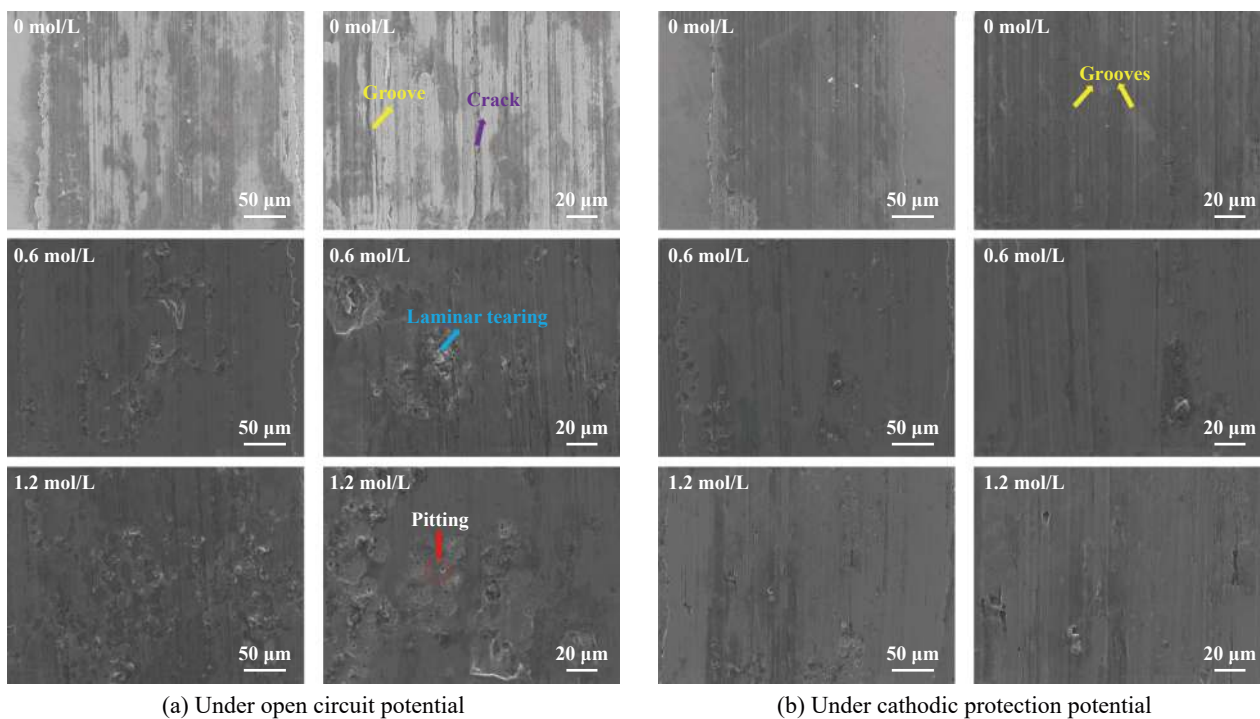 0 mol/L
50 μm
0 mol/L
Groove
Crack
20 μm
0 mol/L
50 μm
0 mol/L
Grooves
20 μm
0.6 mol/L
50 μm
0.6 mol/L
Laminar tearing
20 μm
0.6 mol/L
50 μm
0.6 mol/L
20 μm
1.2 mol/L
50 μm
1.2 mol/L
Pitting
20 μm
1.2 mol/L
50 μm
1.2 mol/L
20 μm
(a) Under open circuit potential
(b) Under cathodic protection potential